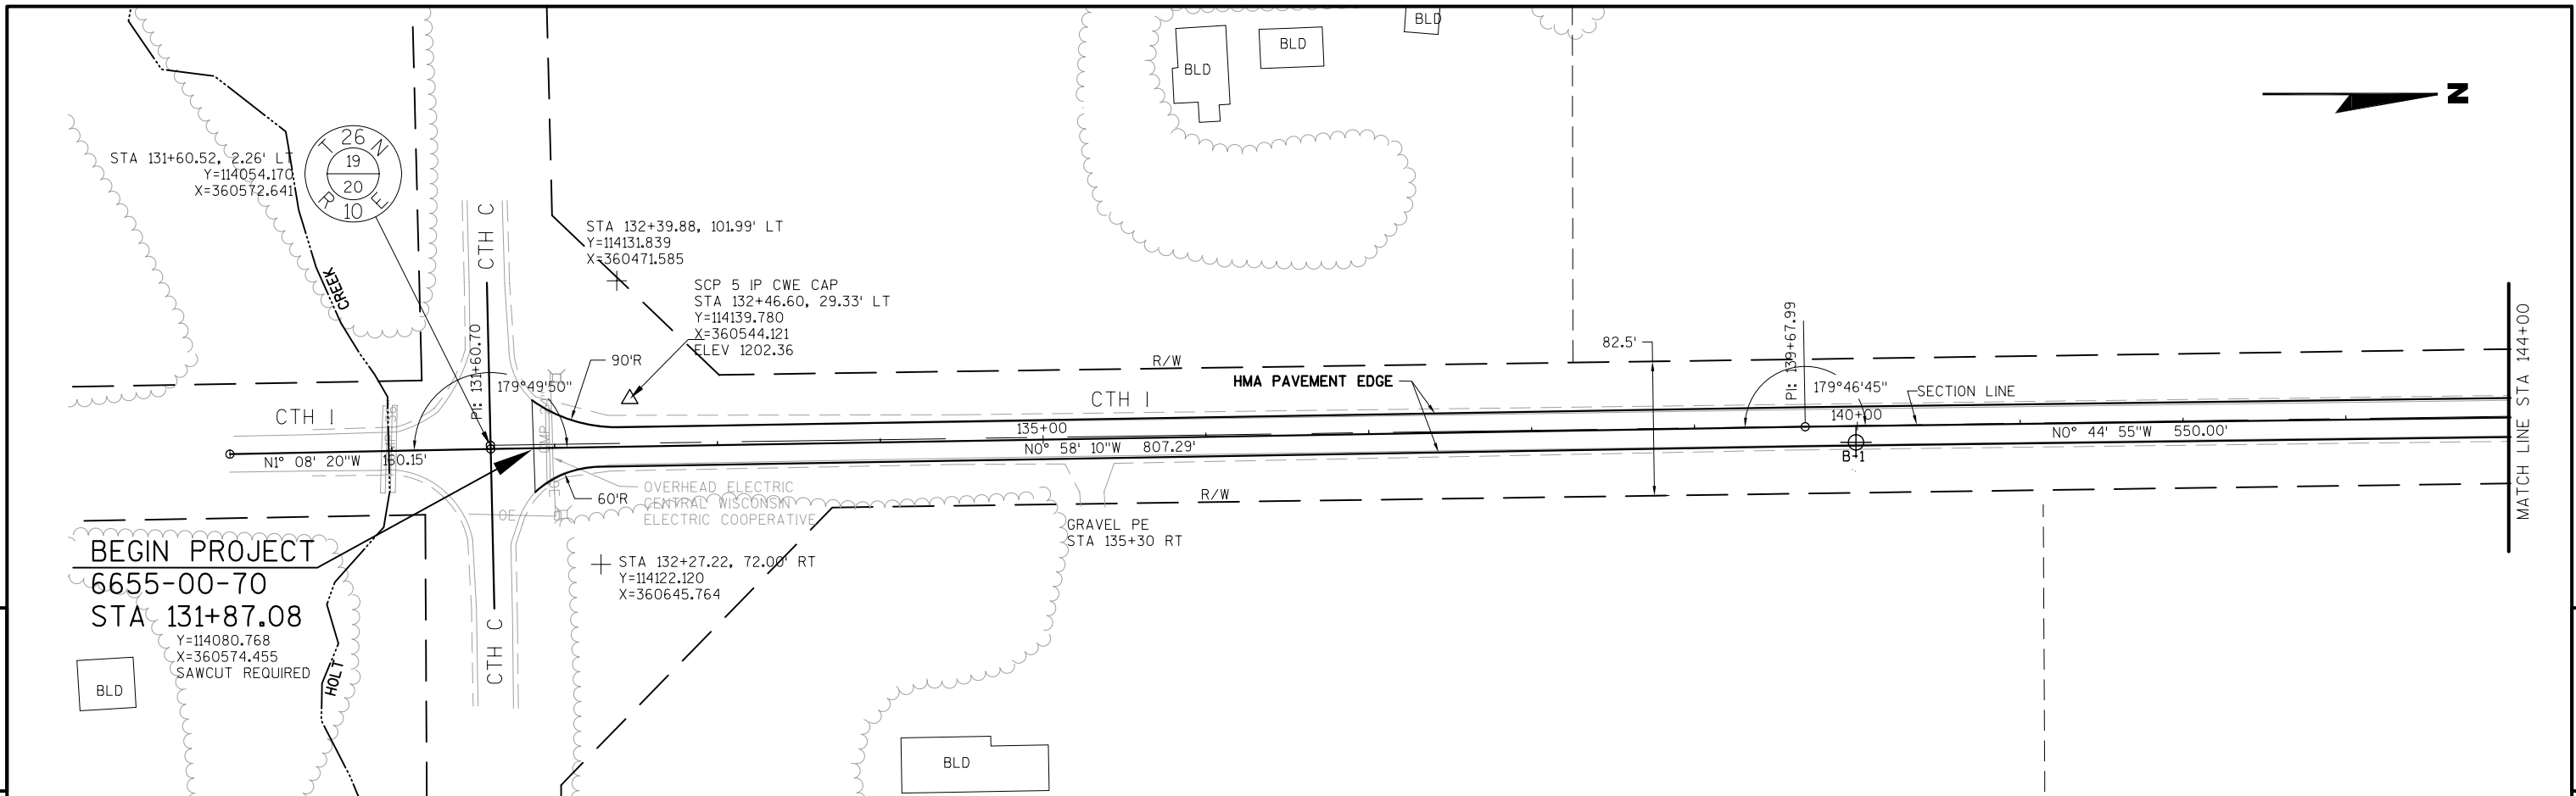 BLD
BLD
BLD
N
T 26 N
19
20
R 10 E
STA 131+60.52, 2.26' LT
Y=114054.170
X=360572.641
CREEK
CTH C
STA 132+39.88, 101.99' LT
Y=114131.839
X=360471.585
SCP 5 IP CWE CAP
STA 132+46.60, 29.33' LT
Y=114139.780
X=360544.121
ELEV 1202.36
PI: 131+60.70
179°49'50"
90'R
R/W
82.5'
PI: 139+67.99
HMA PAVEMENT EDGE
179°46'45"
SECTION LINE
MATCH LINE STA 144+00
CTH I
CTH I
135+00
140+00
N1° 08' 20"W 160.15'
N0° 58' 10"W 807.29'
N0° 44' 55"W 550.00'
B-1
60'R
R/W
OE
OVERHEAD ELECTRIC
CENTRAL WISCONSIN
ELECTRIC COOPERATIVE
GRAVEL PE
STA 135+30 RT
BEGIN PROJECT
6655-00-70
STA 131+87.08
Y=114080.768
X=360574.455
SAWCUT REQUIRED
STA 132+27.22, 72.00' RT
Y=114122.120
X=360645.764
CTH C
HOLT
BLD
BLD